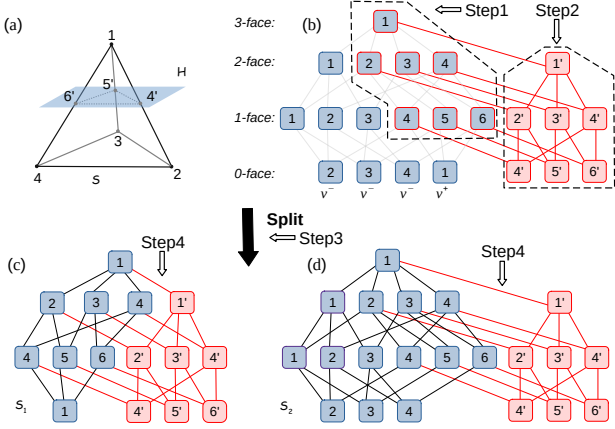 (a)
1
H
5'
6'
4'
3
4
S
2
(b)
Step1
Step2
3-face:
1
2-face:
1 2 3 4 1'
1-face:
1 2 3 4 5 6 2' 3' 4'
0-face:
2 3 4 1 4' 5' 6'
v⁻ v⁻ v⁻ v⁺
Split
Step3
(c)
Step4
1
2 3 4 1'
4 5 6 2' 3' 4'
S₁
1 4' 5' 6'
(d)
Step4
1
1 2 3 4 1'
1 2 3 4 5 6 2' 3' 4'
S₂
2 3 4 4' 5' 6'